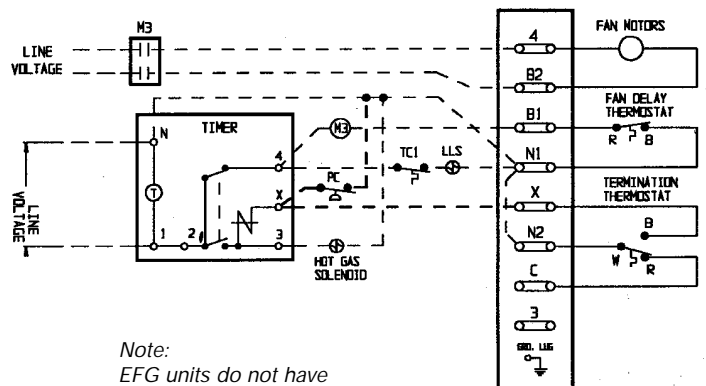 M3
LINE
VOLTAGE
4
FAN MOTORS
B2
FAN DELAY
THERMOSTAT
B1
R B
N
TIMER
4
M3
TC1
LLS
N1
TERMINATION
THERMOSTAT
T
X
PC
X
B
LINE
VOLTAGE
1
2
3
HOT GAS
SOLENOID
N2
W
R
C
3
GRD. LUG
Note:
EFG units do not have